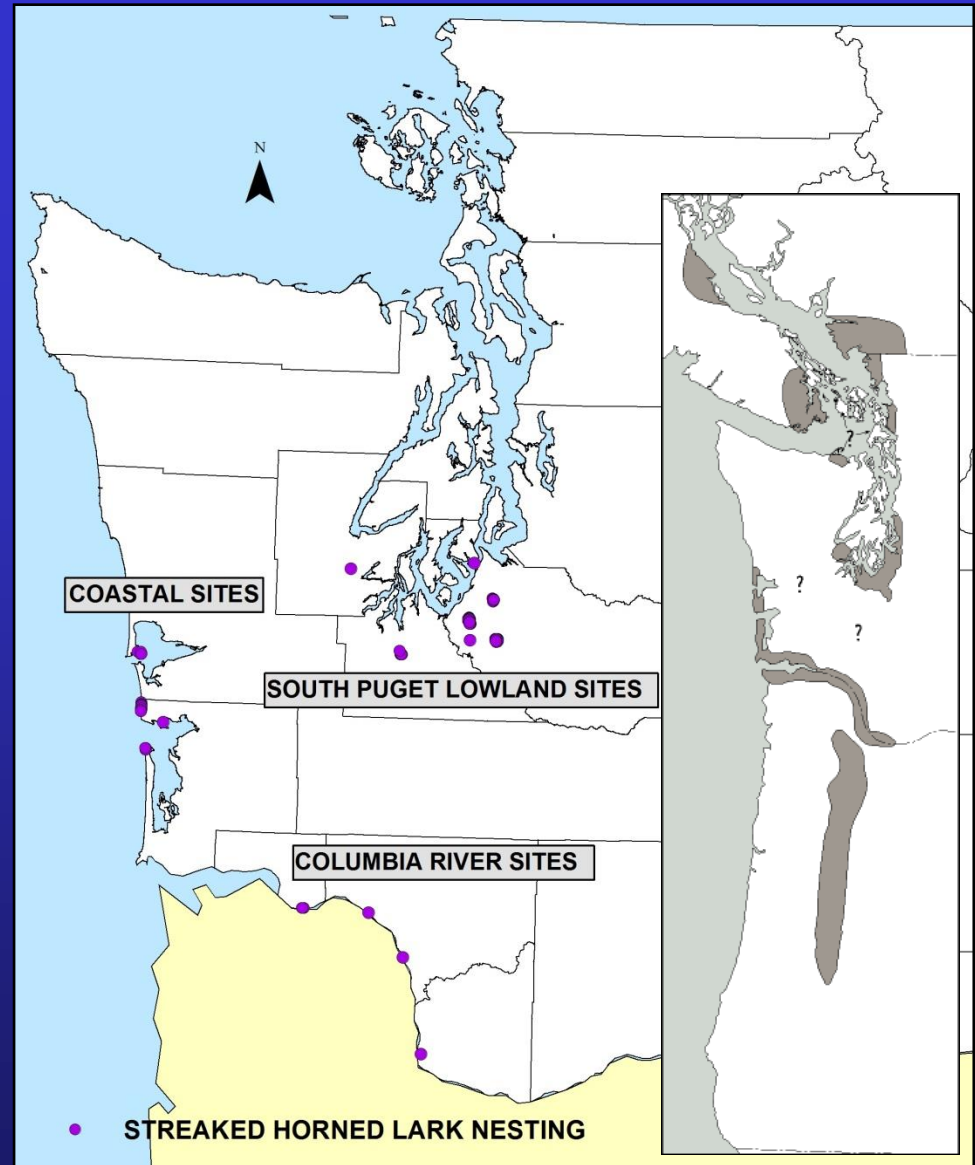 N
COASTAL SITES
SOUTH PUGET LOWLAND SITES
COLUMBIA RIVER SITES
STREAKED HORNED LARK NESTING
?
?
?